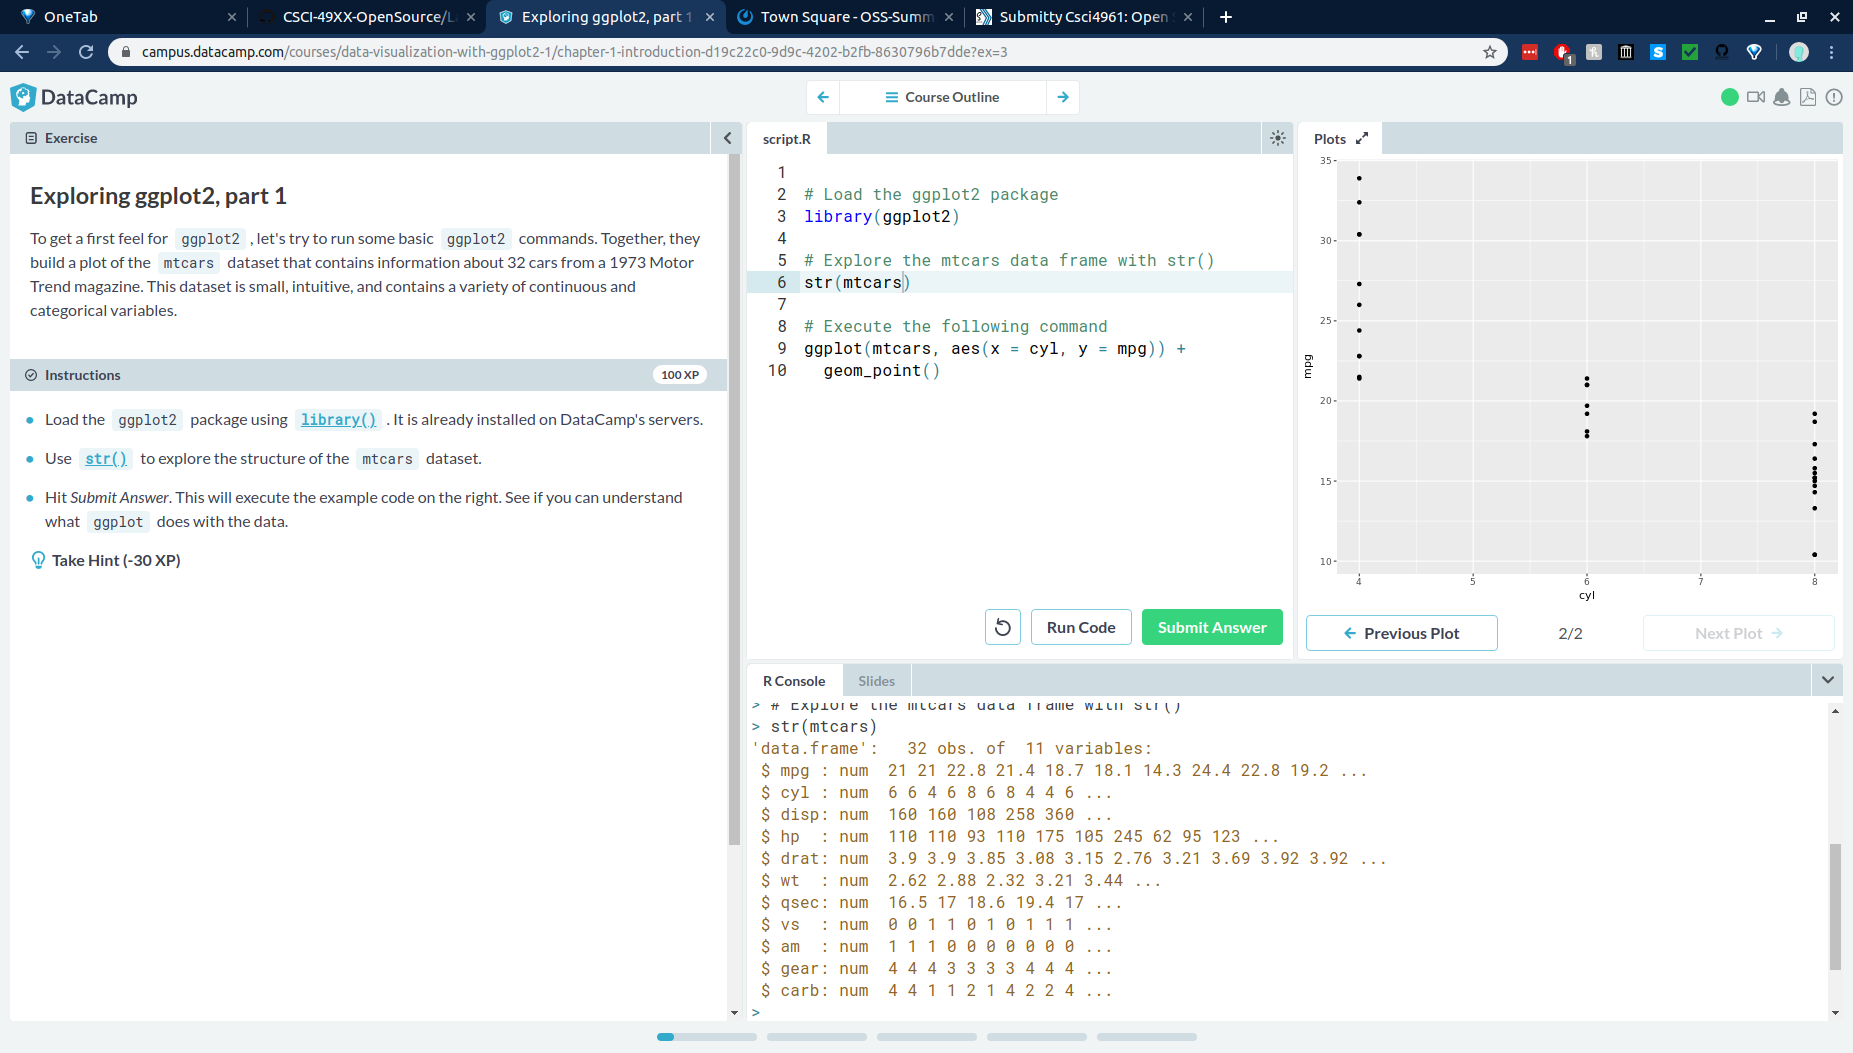 OneTab
CSCI-49XX-OpenSource/L
Exploring ggplot2, part 1
Town Square - OSS-Summ
Submitty Csci4961: Open
campus.datacamp.com/courses/data-visualization-with-ggplot2-1/chapter-1-introduction-d19c22c0-9d9c-4202-b2fb-8630796b7dde?ex=3
1
DataCamp
Course Outline
Exercise
Exploring ggplot2, part 1
To get a first feel for ggplot2 , let's try to run some basic ggplot2 commands. Together, they
build a plot of the mtcars dataset that contains information about 32 cars from a 1973 Motor
Trend magazine. This dataset is small, intuitive, and contains a variety of continuous and
categorical variables.
Instructions
100 XP
Load the ggplot2 package using library() . It is already installed on DataCamp's servers.
Use str() to explore the structure of the mtcars dataset.
Hit Submit Answer. This will execute the example code on the right. See if you can understand
what ggplot does with the data.
Take Hint (-30 XP)
script.R
1
2 # Load the ggplot2 package
3 library(ggplot2)
4
5 # Explore the mtcars data frame with str()
6 str(mtcars)
7
8 # Execute the following command
9 ggplot(mtcars, aes(x = cyl, y = mpg)) +
10 geom_point()
Run Code
Submit Answer
Plots
35
30
25
20
15
10
mpg
4 5 6 7 8
cyl
Previous Plot
2/2
Next Plot
R Console
Slides
> # Explore the mtcars data frame with str()
> str(mtcars)
'data.frame': 32 obs. of 11 variables:
$ mpg : num 21 21 22.8 21.4 18.7 18.1 14.3 24.4 22.8 19.2 ...
$ cyl : num 6 6 4 6 8 6 8 4 4 6 ...
$ disp: num 160 160 108 258 360 ...
$ hp : num 110 110 93 110 175 105 245 62 95 123 ...
$ drat: num 3.9 3.9 3.85 3.08 3.15 2.76 3.21 3.69 3.92 3.92 ...
$ wt : num 2.62 2.88 2.32 3.21 3.44 ...
$ qsec: num 16.5 17 18.6 19.4 17 ...
$ vs : num 0 0 1 1 0 1 0 1 1 1 ...
$ am : num 1 1 1 0 0 0 0 0 0 0 ...
$ gear: num 4 4 4 3 3 3 3 4 4 4 ...
$ carb: num 4 4 1 1 2 1 4 2 2 4 ...
>